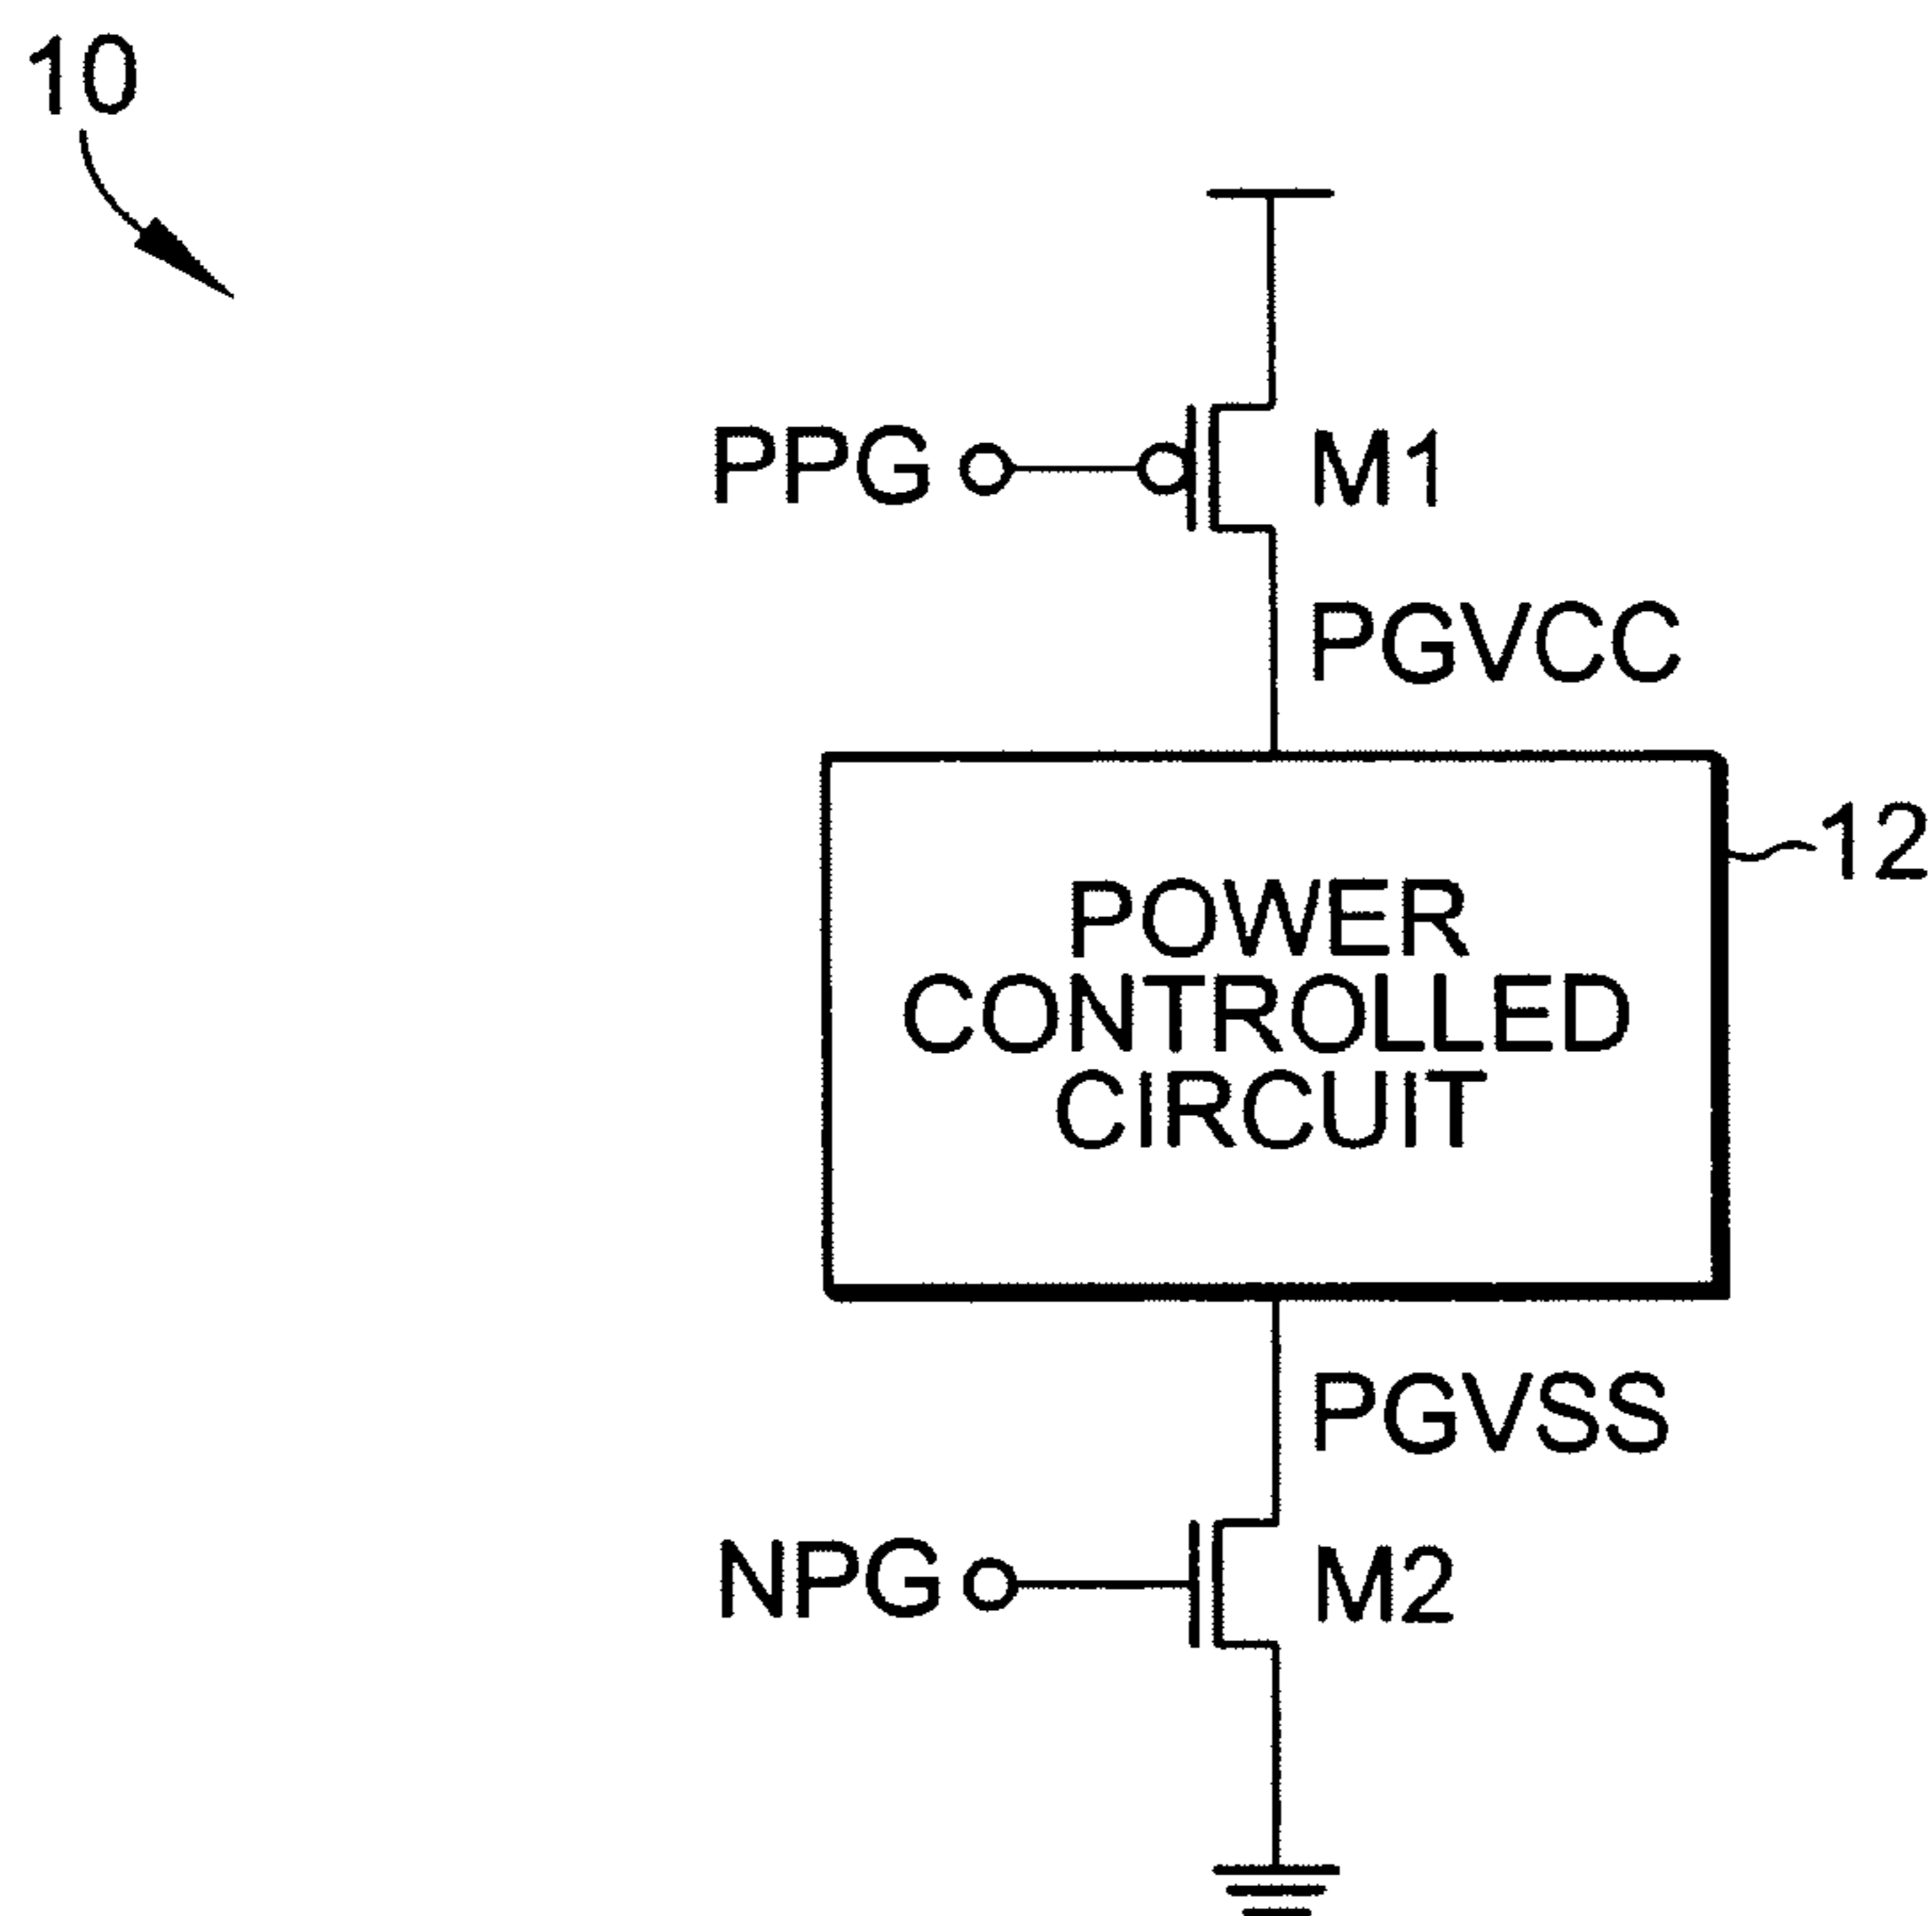 10
PPG
M1
PGVCC
12
POWER
CONTROLLED
CIRCUIT
PGVSS
NPG
M2